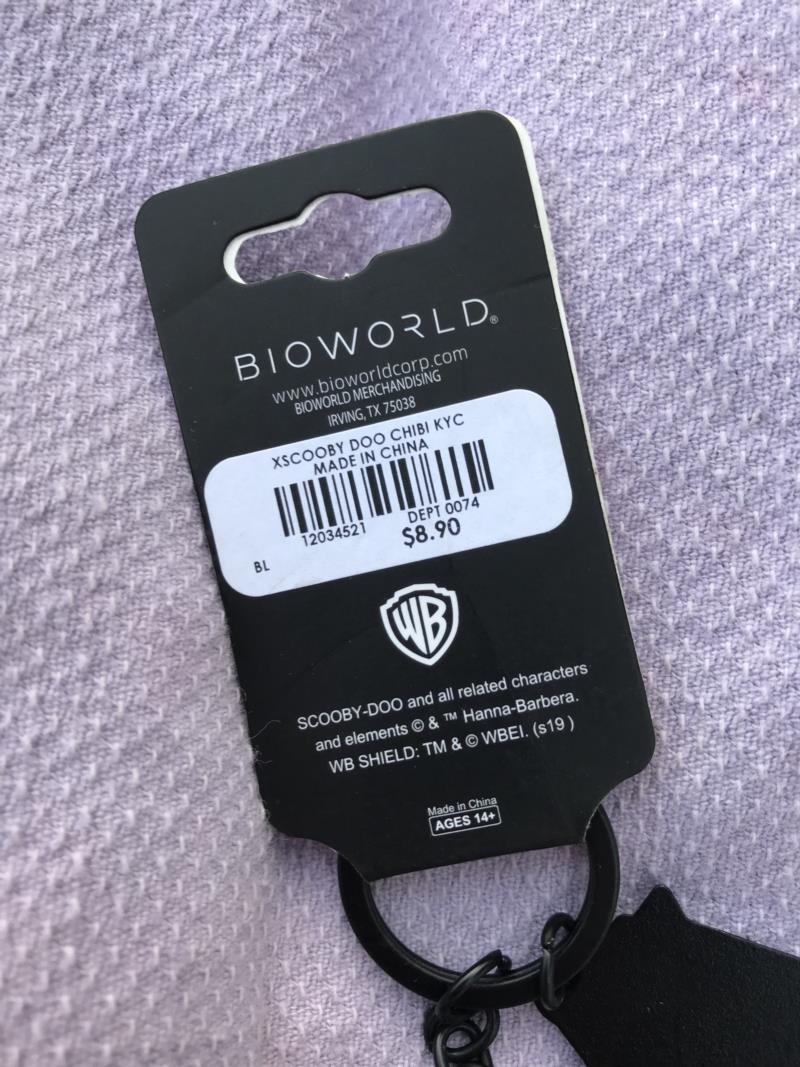 BIOWORLD®
www.bioworldcorp.com
BIOWORLD MERCHANDISING
IRVING, TX 75038
XSCOOBY DOO CHIBI KYC
MADE IN CHINA
12034521 DEPT 0074
BL $8.90
WB
SCOOBY-DOO and all related characters
and elements © & ™ Hanna-Barbera.
WB SHIELD: TM & © WBEI. (s19 )
Made in China
AGES 14+